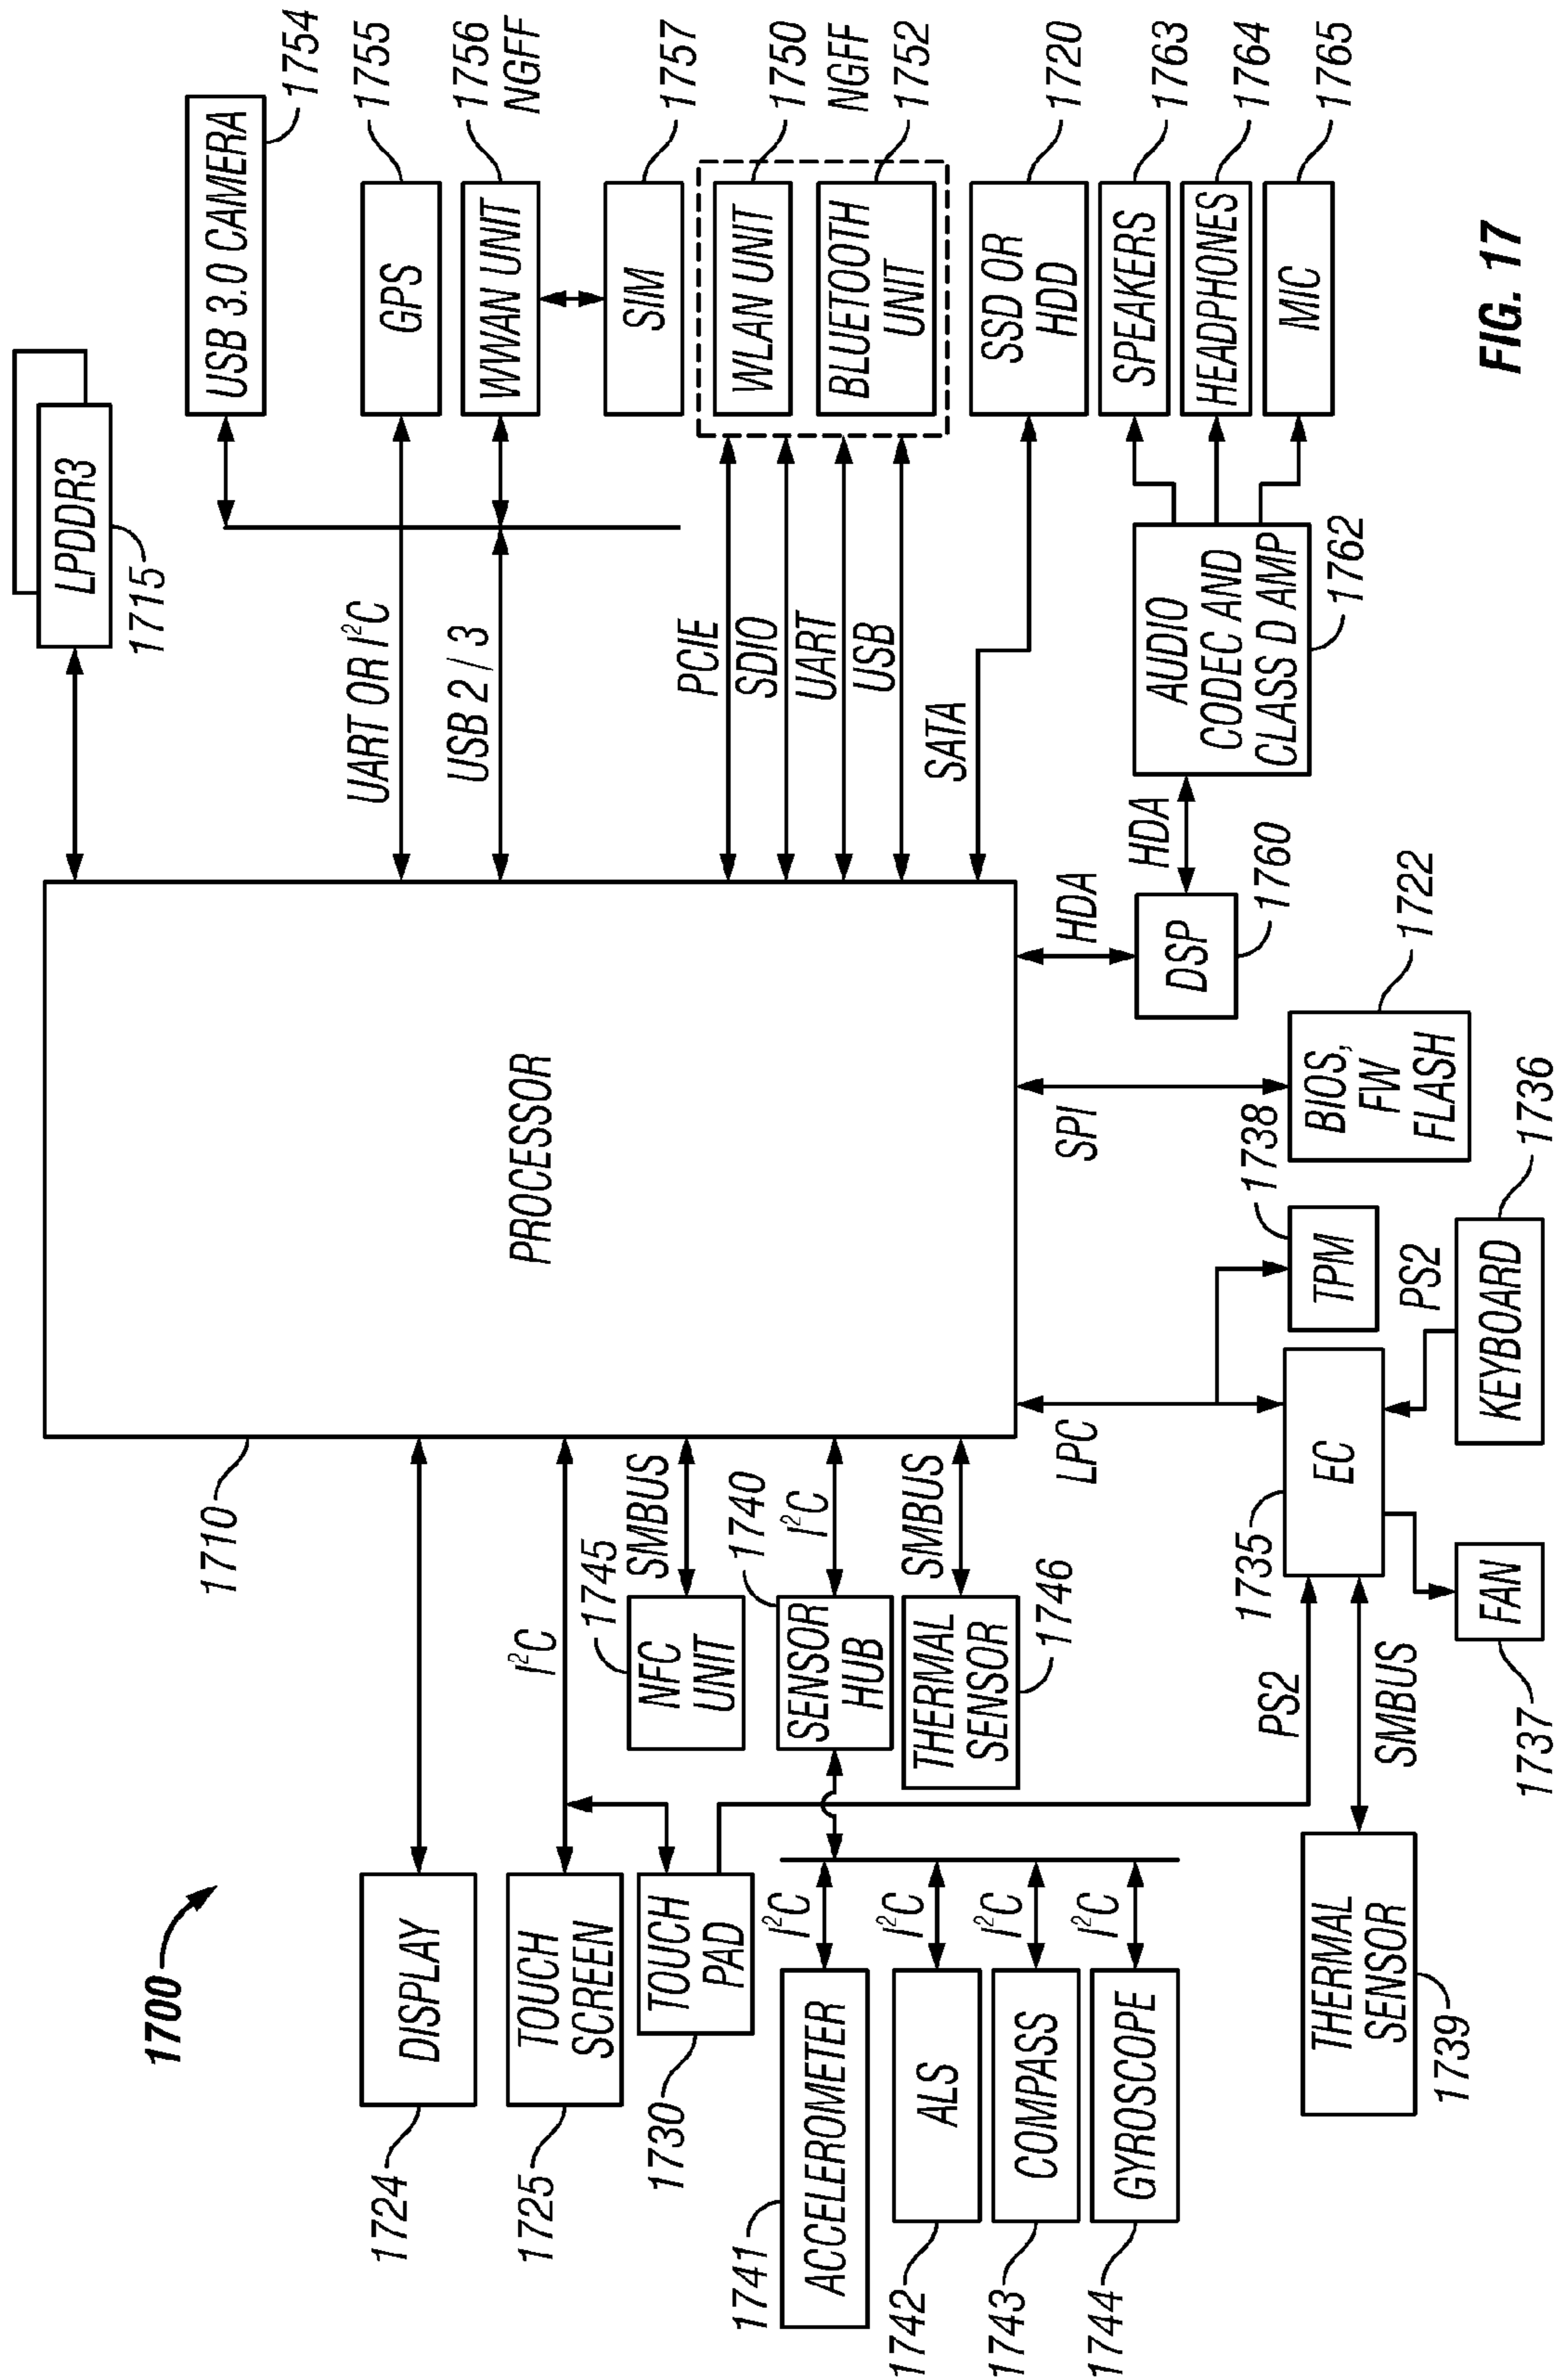 1700
1710
PROCESSOR
LPDDR3
1715
DISPLAY
1724
TOUCH
SCREEN
1725
I²C
TOUCH
PAD
1730
NFC
UNIT
1745
SMBUS
SENSOR
HUB
1740
I²C
THERMAL
SENSOR
1746
SMBUS
ACCELEROMETER
1741
I²C
ALS
1742
I²C
COMPASS
1743
I²C
GYROSCOPE
1744
I²C
THERMAL
SENSOR
1739
SMBUS
PS2
FAN
1737
EC
1735
LPC
KEYBOARD
1736
PS2
TPM
1738
BIOS,
FW
FLASH
1722
SPI
DSP
1760
HDA
HDA
AUDIO
CODEC AND
CLASS D AMP
1762
USB 3.0 CAMERA
1754
UART OR I²C
GPS
1755
USB 2 / 3
WWAN UNIT
1756
NGFF
SIM
1757
PCIE
SDIO
UART
USB
WLAN UNIT
1750
NGFF
BLUETOOTH
UNIT
1752
SATA
SSD OR
HDD
1720
SPEAKERS
1763
HEADPHONES
1764
MIC
1765
FIG. 17